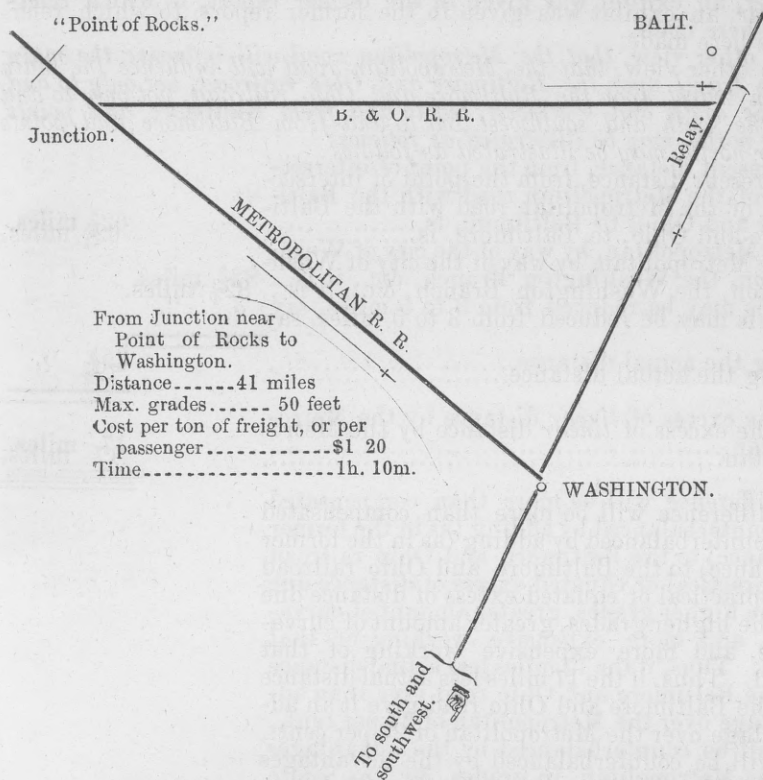 "Point of Rocks."
BALT.
B. & O. R. R.
Junction.
Relay.
METROPOLITAN R. R.
From Junction near
Point of Rocks to
Washington.
Distance......41 miles
Max. grades...... 50 feet
Cost per ton of freight, or per
passenger............$1 20
Time..................1h. 10m.
WASHINGTON.
To south and
southwest.